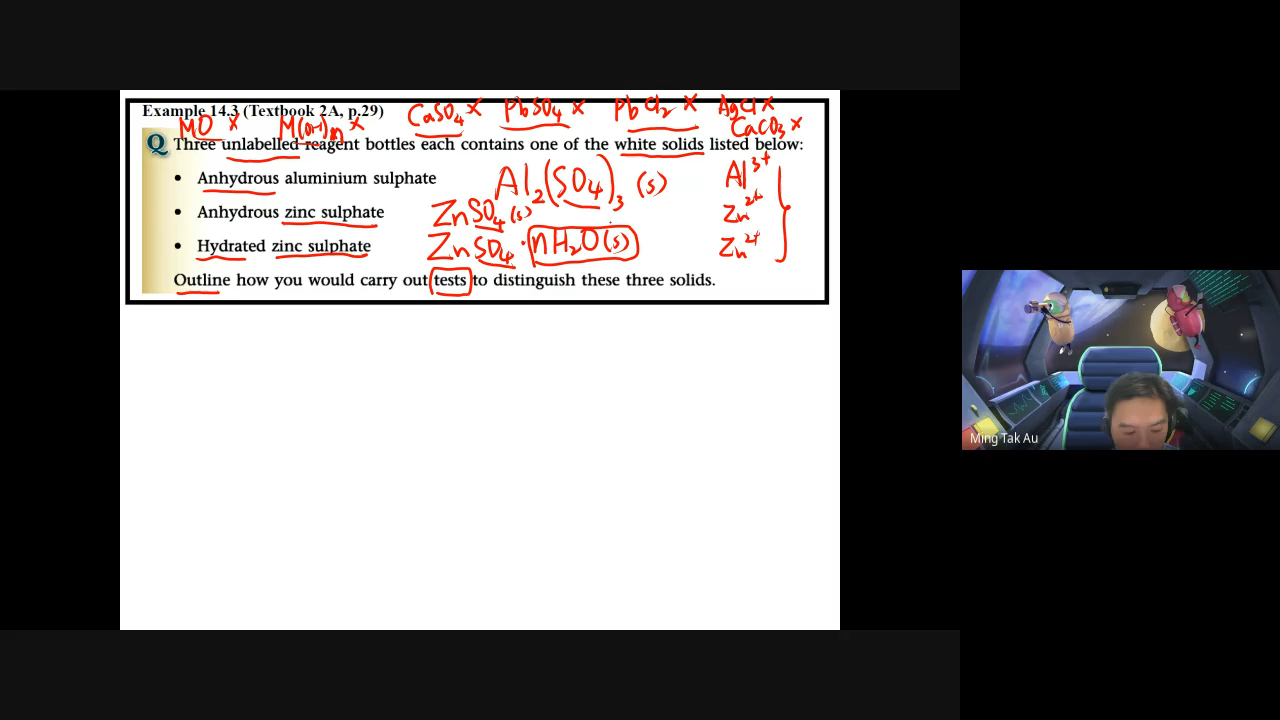 Example 14.3 (Textbook 2A, p.29)
CaSO₄ ✗ PbSO₄ ✗ PbCl₂ ✗ AgCl ✗
MO ✗ M(OH)n ✗ CaCO₃ ✗
Q Three unlabelled reagent bottles each contains one of the white solids listed below:
• Anhydrous aluminium sulphate Al₂(SO₄)₃ (s) Al³⁺
• Anhydrous zinc sulphate ZnSO₄ (s) Zn²⁺
• Hydrated zinc sulphate ZnSO₄ · nH₂O(s) Zn²⁺
Outline how you would carry out tests to distinguish these three solids.
Ming Tak Au